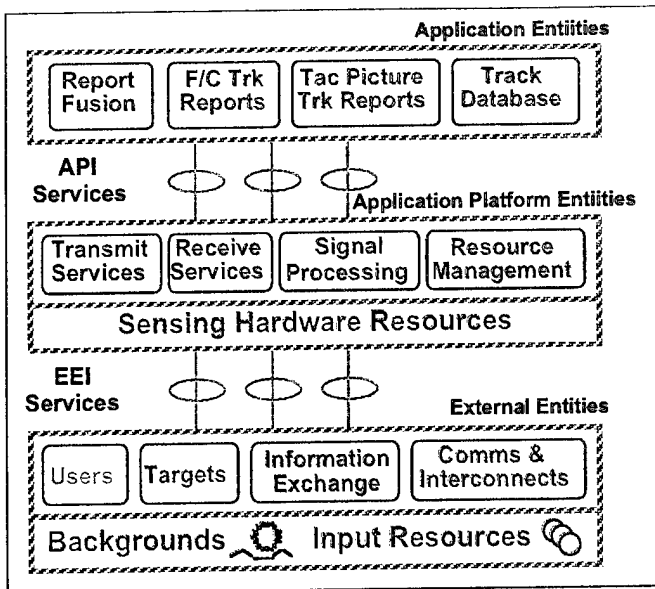 Application Entiities
Report
Fusion
F/C Trk
Reports
Tac Picture
Trk Reports
Track
Database
API
Services
Application Platform Entiities
Transmit
Services
Receive
Services
Signal
Processing
Resource
Management
Sensing Hardware Resources
EEI
Services
External Entities
Users
Targets
Information
Exchange
Comms &
Interconnects
Backgrounds
Input Resources